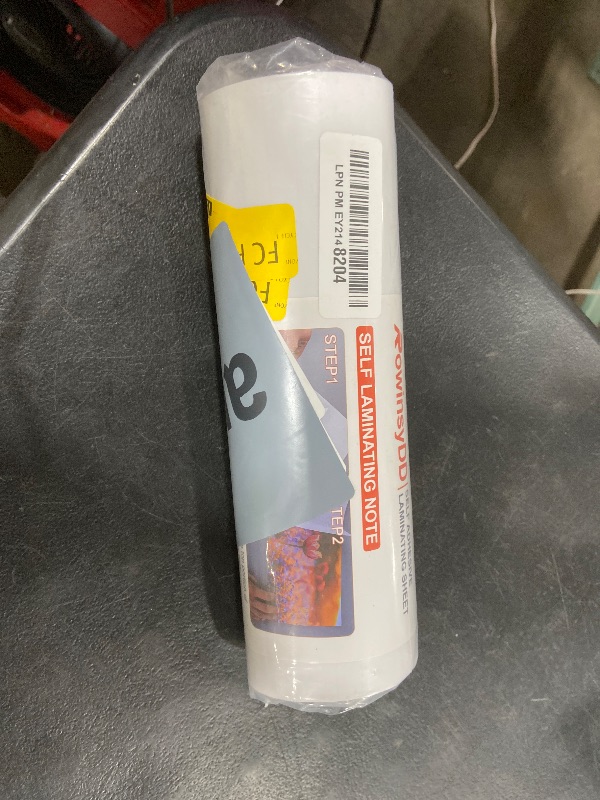 LPN PM EY2148204
FC
RowinsyDD
SELF ADHESIVE
LAMINATING SHEET
SELF LAMINATING NOTE
STEP1
TEP2
a